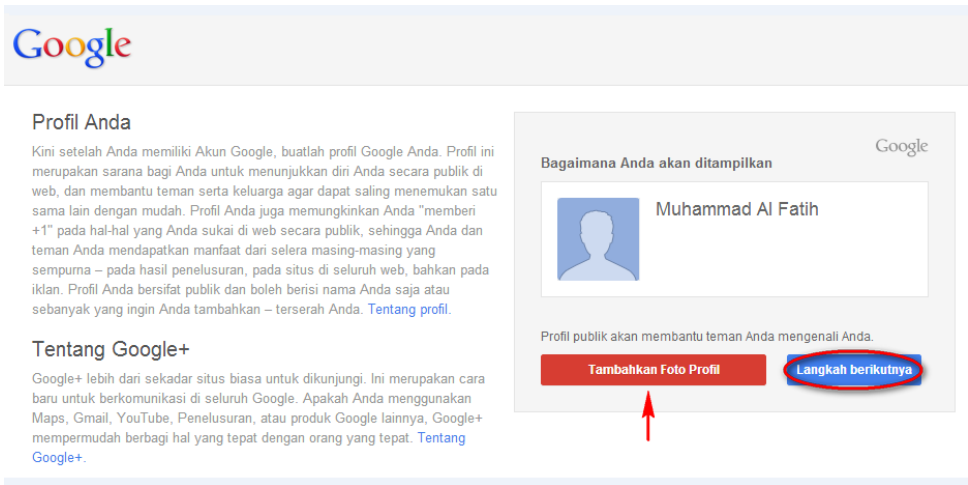 Google
Profil Anda
Kini setelah Anda memiliki Akun Google, buatlah profil Google Anda. Profil ini
merupakan sarana bagi Anda untuk menunjukkan diri Anda secara publik di
web, dan membantu teman serta keluarga agar dapat saling menemukan satu
sama lain dengan mudah. Profil Anda juga memungkinkan Anda "memberi
+1" pada hal-hal yang Anda sukai di web secara publik, sehingga Anda dan
teman Anda mendapatkan manfaat dari selera masing-masing yang
sempurna – pada hasil penelusuran, pada situs di seluruh web, bahkan pada
iklan. Profil Anda bersifat publik dan boleh berisi nama Anda saja atau
sebanyak yang ingin Anda tambahkan – terserah Anda. Tentang profil.
Tentang Google+
Google+ lebih dari sekadar situs biasa untuk dikunjungi. Ini merupakan cara
baru untuk berkomunikasi di seluruh Google. Apakah Anda menggunakan
Maps, Gmail, YouTube, Penelusuran, atau produk Google lainnya, Google+
mempermudah berbagi hal yang tepat dengan orang yang tepat. Tentang
Google+.
Google
Bagaimana Anda akan ditampilkan
Muhammad Al Fatih
Profil publik akan membantu teman Anda mengenali Anda.
Tambahkan Foto Profil
Langkah berikutnya